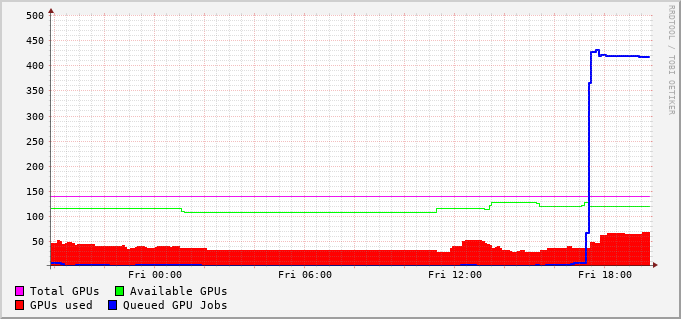 500
450
400
350
300
250
200
150
100
50
Fri 00:00 Fri 06:00 Fri 12:00 Fri 18:00
Total GPUs Available GPUs
GPUs used Queued GPU Jobs
RRDTOOL / TOBI OETIKER